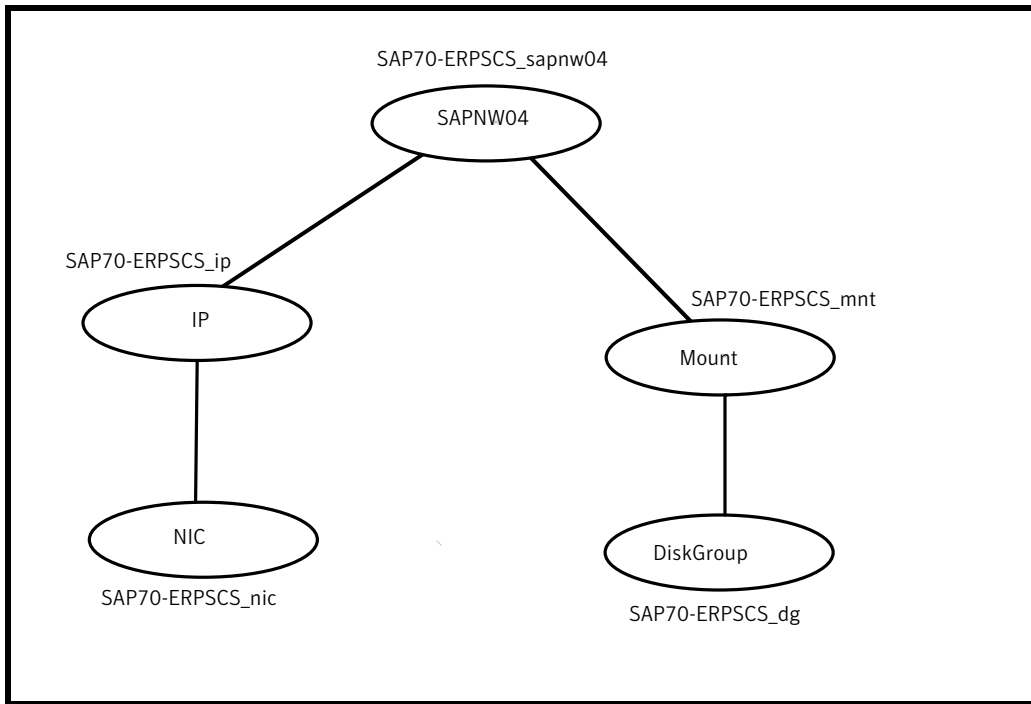 SAP70-ERPSCS_sapnw04
SAPNW04
SAP70-ERPSCS_ip
IP
SAP70-ERPSCS_mnt
Mount
NIC
SAP70-ERPSCS_nic
DiskGroup
SAP70-ERPSCS_dg